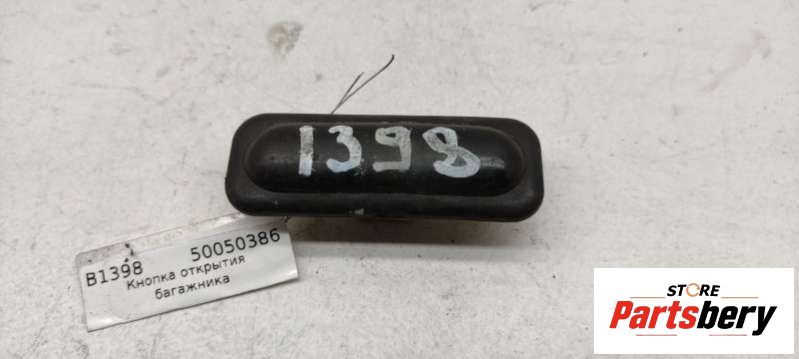 1398
B1398 50050386
Кнопка открытия
багажника
STORE
Partsbery